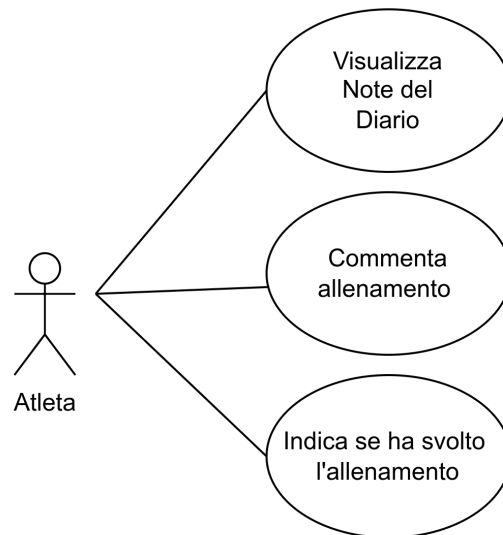 Visualizza
Note del
Diario
Commenta
allenamento
Atleta
Indica se ha svolto
l'allenamento